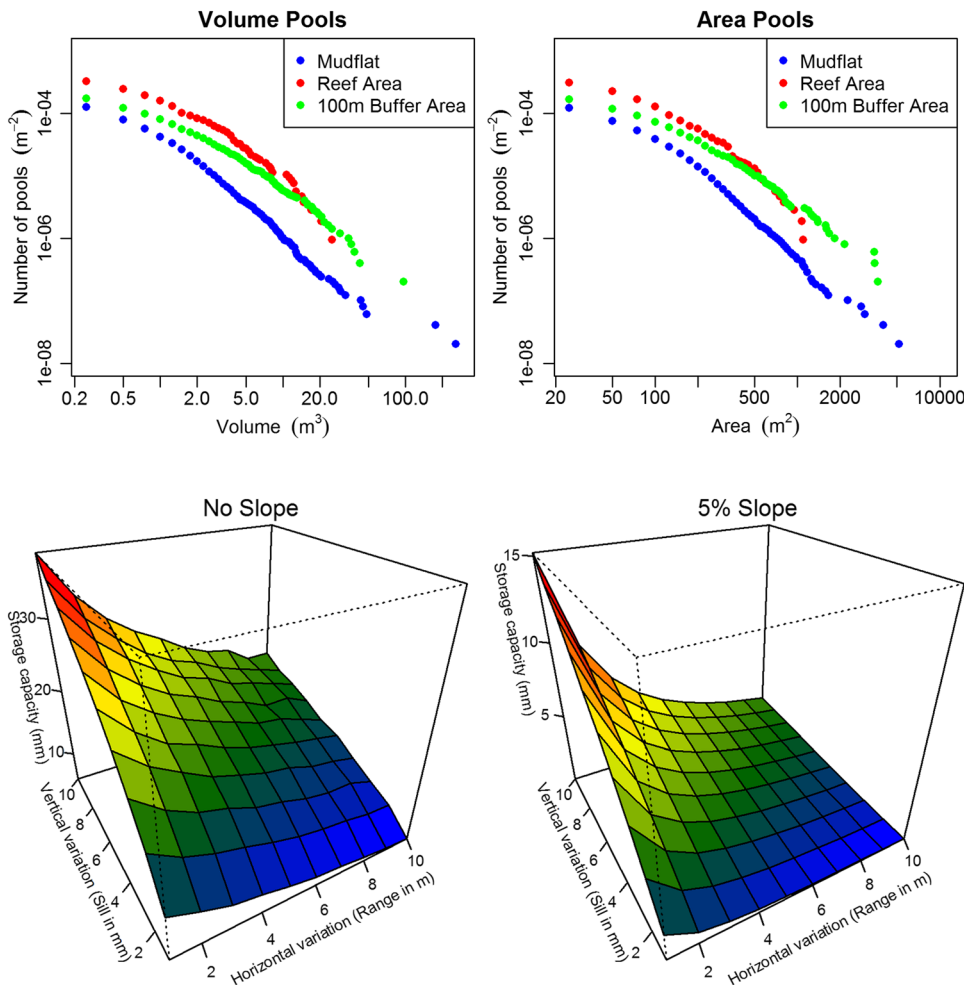 Volume Pools
Number of pools (m⁻²)
1e-04
1e-06
1e-08
Mudflat
Reef Area
100m Buffer Area
0.2 0.5 2.0 5.0 20.0 100.0
Volume (m³)
Area Pools
Number of pools (m⁻²)
1e-04
1e-06
1e-08
Mudflat
Reef Area
100m Buffer Area
20 50 100 500 2000 10000
Area (m²)
No Slope
Storage capacity (mm)
30
20
10
Vertical variation (Sill in mm)
10
8
6
4
2
Horizontal variation (Range in m)
2
4
6
8
10
5% Slope
Storage capacity (mm)
15
10
5
Vertical variation (Sill in mm)
10
8
6
4
2
Horizontal variation (Range in m)
2
4
6
8
10